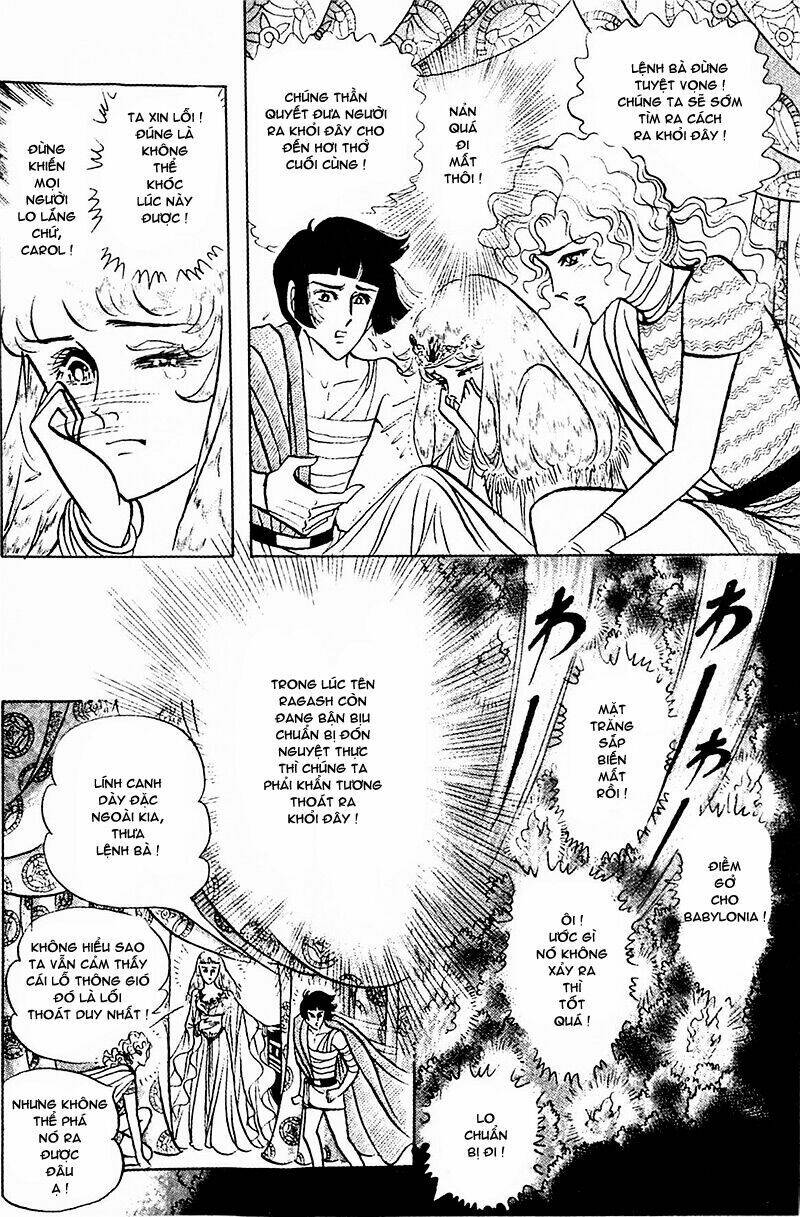 LỆNH BÀ ĐỪNG
TUYỆT VỌNG !
CHÚNG TA SẼ SỚM
TÌM RA CÁCH
RA KHỎI ĐÂY !
NẢN
QUÁ
ĐI
MẤT
THÔI !
CHÚNG THẦN
QUYẾT ĐƯA NGƯỜI
RA KHỎI ĐÂY CHO
ĐẾN HƠI THỞ
CUỐI CÙNG !
TA XIN LỖI !
ĐÚNG LÀ
KHÔNG
THỂ
KHÓC
LÚC NÀY
ĐƯỢC !
ĐỪNG
KHIẾN
MỌI
NGƯỜI
LO LẮNG
CHỨ,
CAROL !
わーー
わーー
MẶT
TRĂNG
SẮP
BIẾN
MẤT
RỒI !
ĐIỀM
GỞ
CHO
BABYLONIA !
ÔI !
ƯỚC GÌ
NÓ KHÔNG
XẢY RA
THÌ
TỐT
QUÁ !
LO
CHUẨN
BỊ ĐI !
TRONG LÚC TÊN
RAGASH CÒN
ĐANG BẬN BỊU
CHUẨN BỊ ĐÓN
NGUYỆT THỰC
THÌ CHÚNG TA
PHẢI KHẨN TƯƠNG
THOÁT RA
KHỎI ĐÂY !
LÍNH CANH
DÀY ĐẶC
NGOÀI KIA,
THƯA
LỆNH BÀ !
KHÔNG HIỂU SAO
TA VẪN CẢM THẤY
CÁI LỖ THÔNG GIÓ
ĐÓ LÀ LỐI
THOÁT DUY NHẤT !
NHƯNG KHÔNG
THỂ PHÁ
NÓ RA
ĐƯỢC
ĐÂU
Ạ !